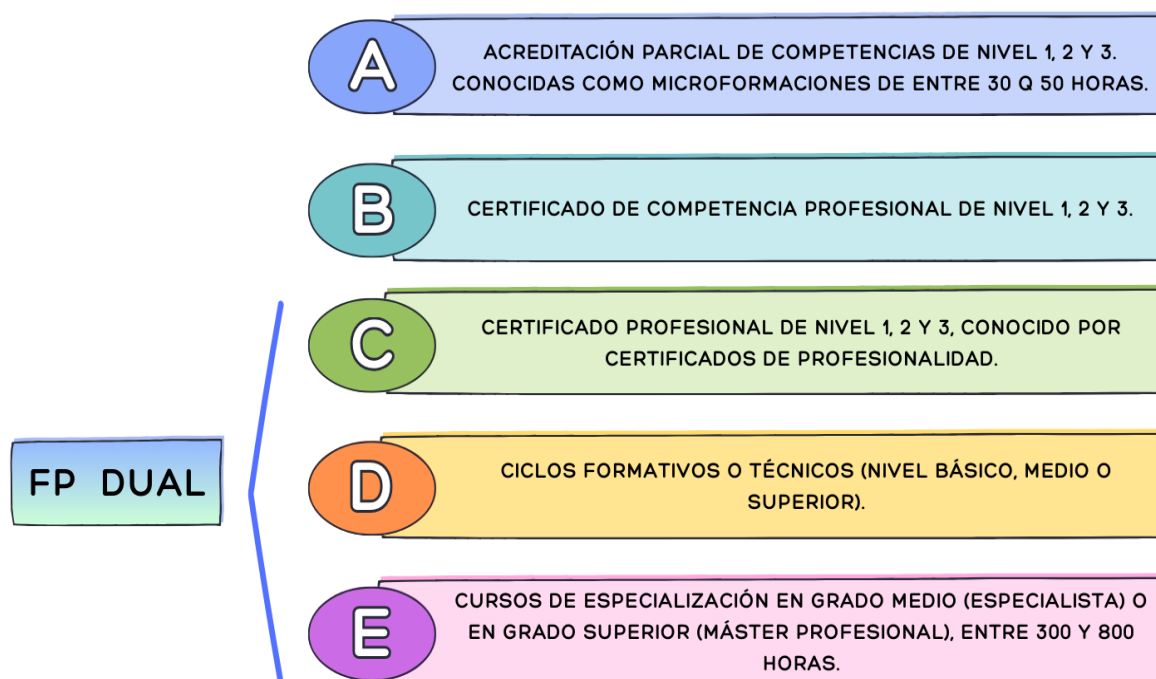 A
ACREDITACIÓN PARCIAL DE COMPETENCIAS DE NIVEL 1, 2 Y 3.
CONOCIDAS COMO MICROFORMACIONES DE ENTRE 30 Q 50 HORAS.
B
CERTIFICADO DE COMPETENCIA PROFESIONAL DE NIVEL 1, 2 Y 3.
C
CERTIFICADO PROFESIONAL DE NIVEL 1, 2 Y 3, CONOCIDO POR
CERTIFICADOS DE PROFESIONALIDAD.
FP DUAL
D
CICLOS FORMATIVOS O TÉCNICOS (NIVEL BÁSICO, MEDIO O
SUPERIOR).
E
CURSOS DE ESPECIALIZACIÓN EN GRADO MEDIO (ESPECIALISTA) O
EN GRADO SUPERIOR (MÁSTER PROFESIONAL), ENTRE 300 Y 800
HORAS.